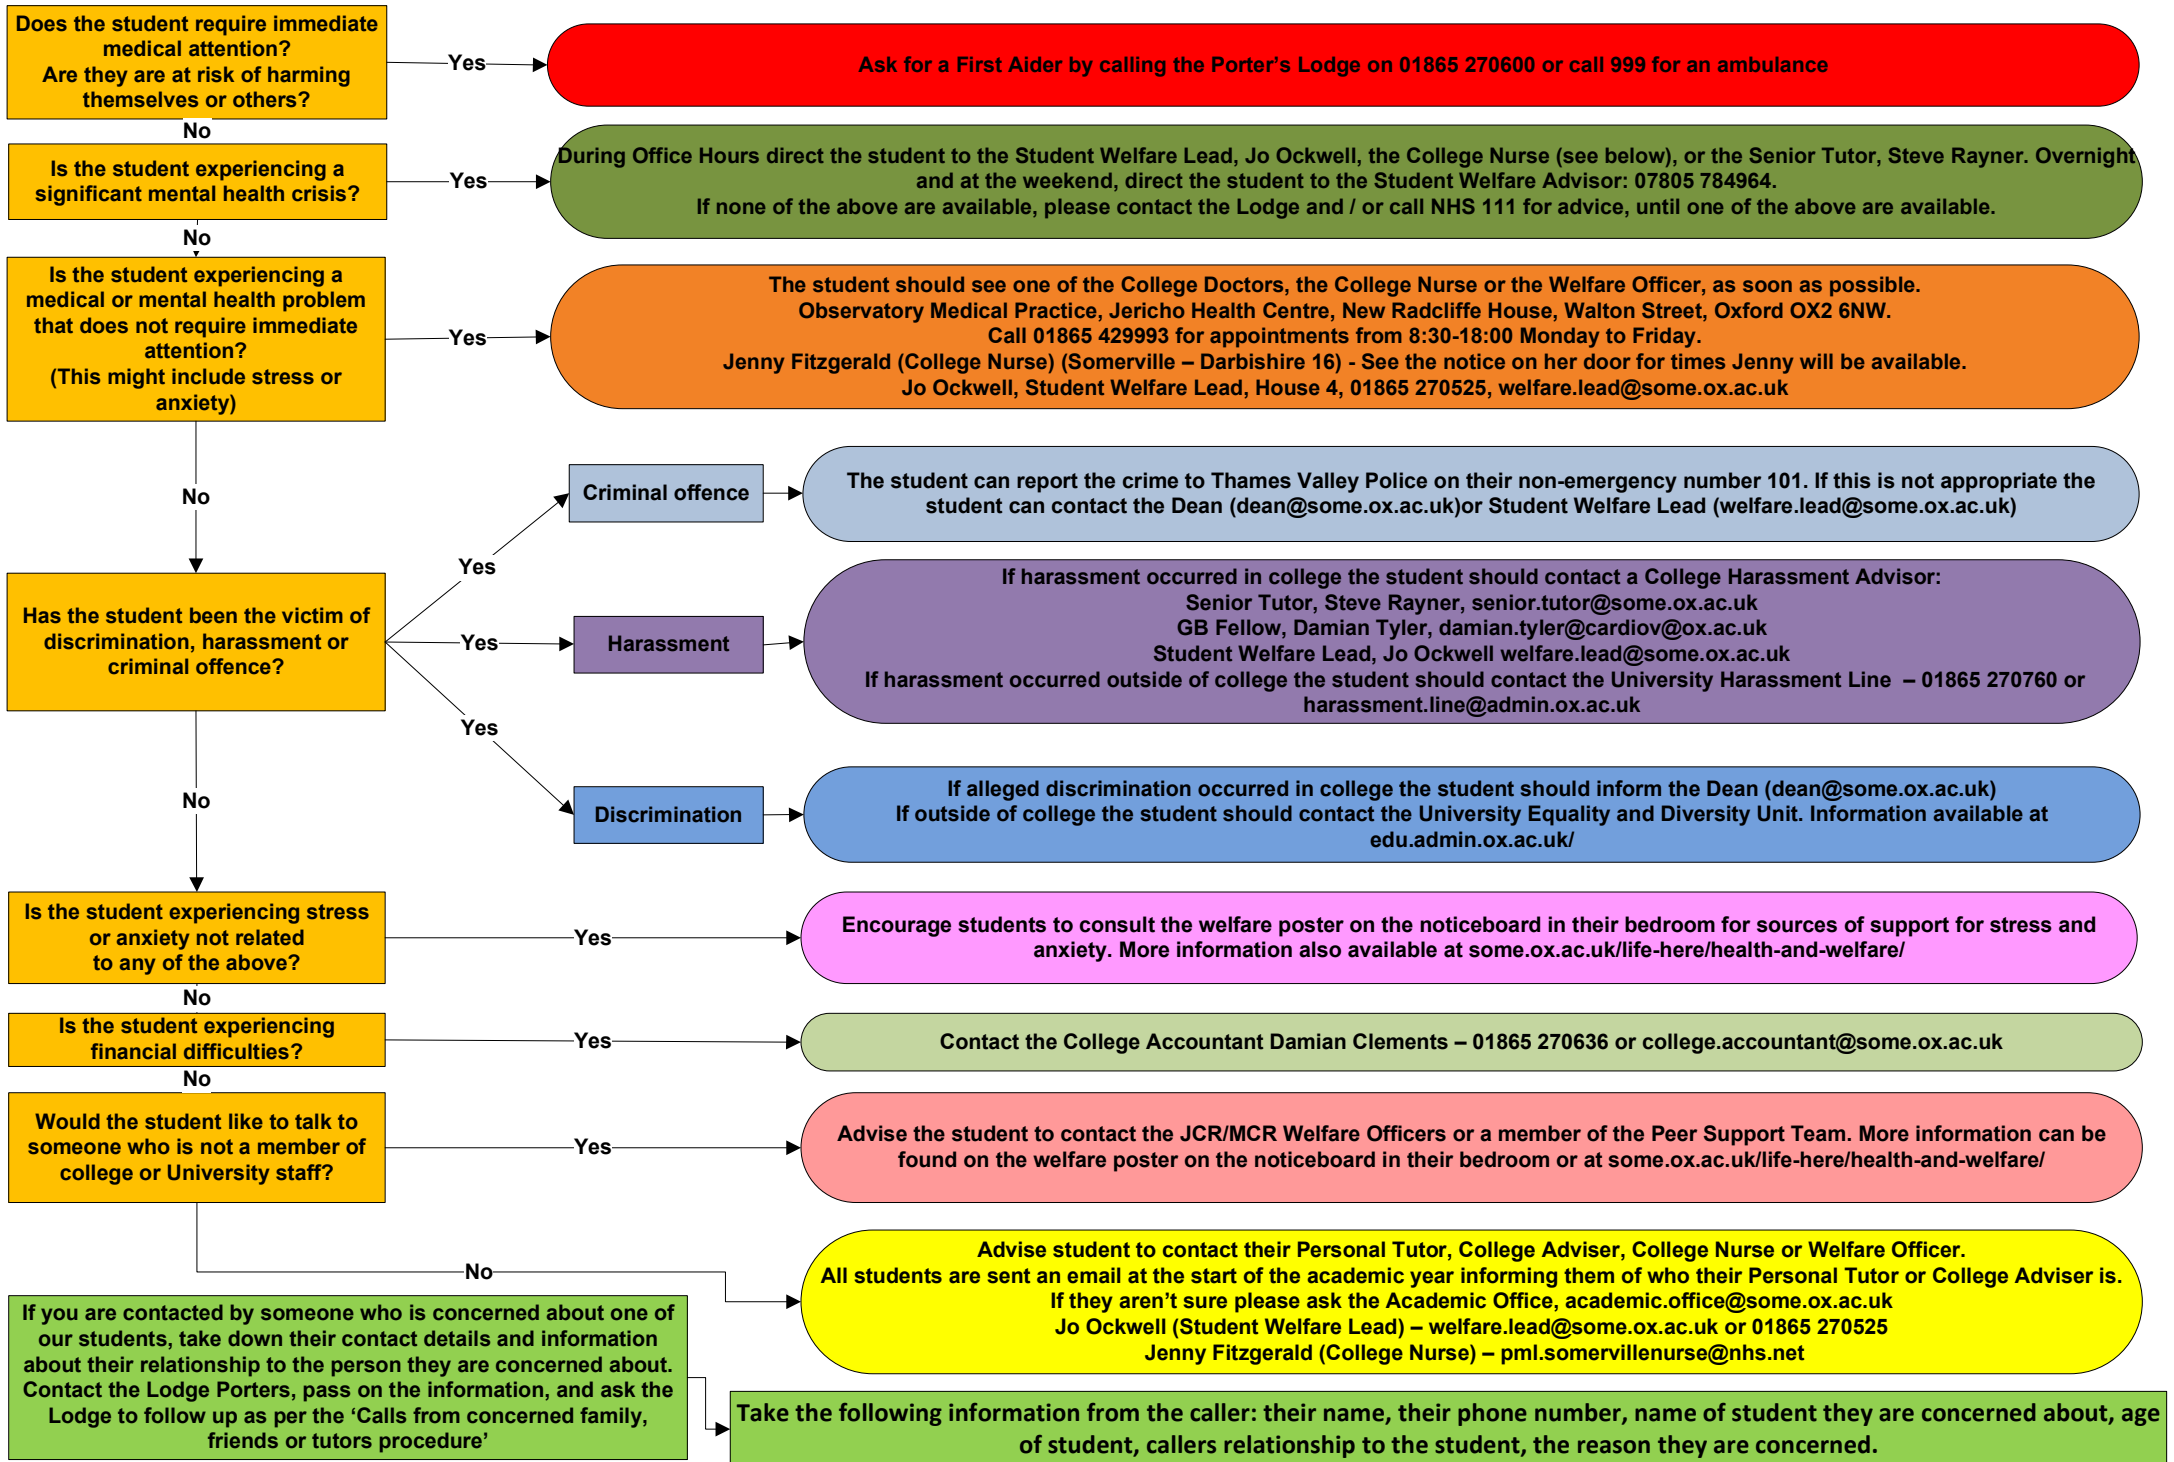 Does the student require immediate
medical attention?
Are they are at risk of harming
themselves or others?
Yes
Ask for a First Aider by calling the Porter's Lodge on 01865 270600 or call 999 for an ambulance
No
Is the student experiencing a
significant mental health crisis?
Yes
During Office Hours direct the student to the Student Welfare Lead, Jo Ockwell, the College Nurse (see below), or the Senior Tutor, Steve Rayner. Overnight
and at the weekend, direct the student to the Student Welfare Advisor: 07805 784964.
If none of the above are available, please contact the Lodge and / or call NHS 111 for advice, until one of the above are available.
No
Is the student experiencing a
medical or mental health problem
that does not require immediate
attention?
(This might include stress or
anxiety)
Yes
The student should see one of the College Doctors, the College Nurse or the Welfare Officer, as soon as possible.
Observatory Medical Practice, Jericho Health Centre, New Radcliffe House, Walton Street, Oxford OX2 6NW.
Call 01865 429993 for appointments from 8:30-18:00 Monday to Friday.
Jenny Fitzgerald (College Nurse) (Somerville – Darbishire 16) - See the notice on her door for times Jenny will be available.
Jo Ockwell, Student Welfare Lead, House 4, 01865 270525, welfare.lead@some.ox.ac.uk
No
Has the student been the victim of
discrimination, harassment or
criminal offence?
Yes
Criminal offence
The student can report the crime to Thames Valley Police on their non-emergency number 101. If this is not appropriate the
student can contact the Dean (dean@some.ox.ac.uk)or Student Welfare Lead (welfare.lead@some.ox.ac.uk)
Yes
Harassment
If harassment occurred in college the student should contact a College Harassment Advisor:
Senior Tutor, Steve Rayner, senior.tutor@some.ox.ac.uk
GB Fellow, Damian Tyler, damian.tyler@cardiov@ox.ac.uk
Student Welfare Lead, Jo Ockwell welfare.lead@some.ox.ac.uk
If harassment occurred outside of college the student should contact the University Harassment Line – 01865 270760 or
harassment.line@admin.ox.ac.uk
Yes
Discrimination
If alleged discrimination occurred in college the student should inform the Dean (dean@some.ox.ac.uk)
If outside of college the student should contact the University Equality and Diversity Unit. Information available at
edu.admin.ox.ac.uk/
No
Is the student experiencing stress
or anxiety not related
to any of the above?
Yes
Encourage students to consult the welfare poster on the noticeboard in their bedroom for sources of support for stress and
anxiety. More information also available at some.ox.ac.uk/life-here/health-and-welfare/
No
Is the student experiencing
financial difficulties?
Yes
Contact the College Accountant Damian Clements – 01865 270636 or college.accountant@some.ox.ac.uk
No
Would the student like to talk to
someone who is not a member of
college or University staff?
Yes
Advise the student to contact the JCR/MCR Welfare Officers or a member of the Peer Support Team. More information can be
found on the welfare poster on the noticeboard in their bedroom or at some.ox.ac.uk/life-here/health-and-welfare/
No
Advise student to contact their Personal Tutor, College Adviser, College Nurse or Welfare Officer.
All students are sent an email at the start of the academic year informing them of who their Personal Tutor or College Adviser is.
If they aren't sure please ask the Academic Office, academic.office@some.ox.ac.uk
Jo Ockwell (Student Welfare Lead) – welfare.lead@some.ox.ac.uk or 01865 270525
Jenny Fitzgerald (College Nurse) – pml.somervillenurse@nhs.net
If you are contacted by someone who is concerned about one of
our students, take down their contact details and information
about their relationship to the person they are concerned about.
Contact the Lodge Porters, pass on the information, and ask the
Lodge to follow up as per the 'Calls from concerned family,
friends or tutors procedure'
Take the following information from the caller: their name, their phone number, name of student they are concerned about, age
of student, callers relationship to the student, the reason they are concerned.